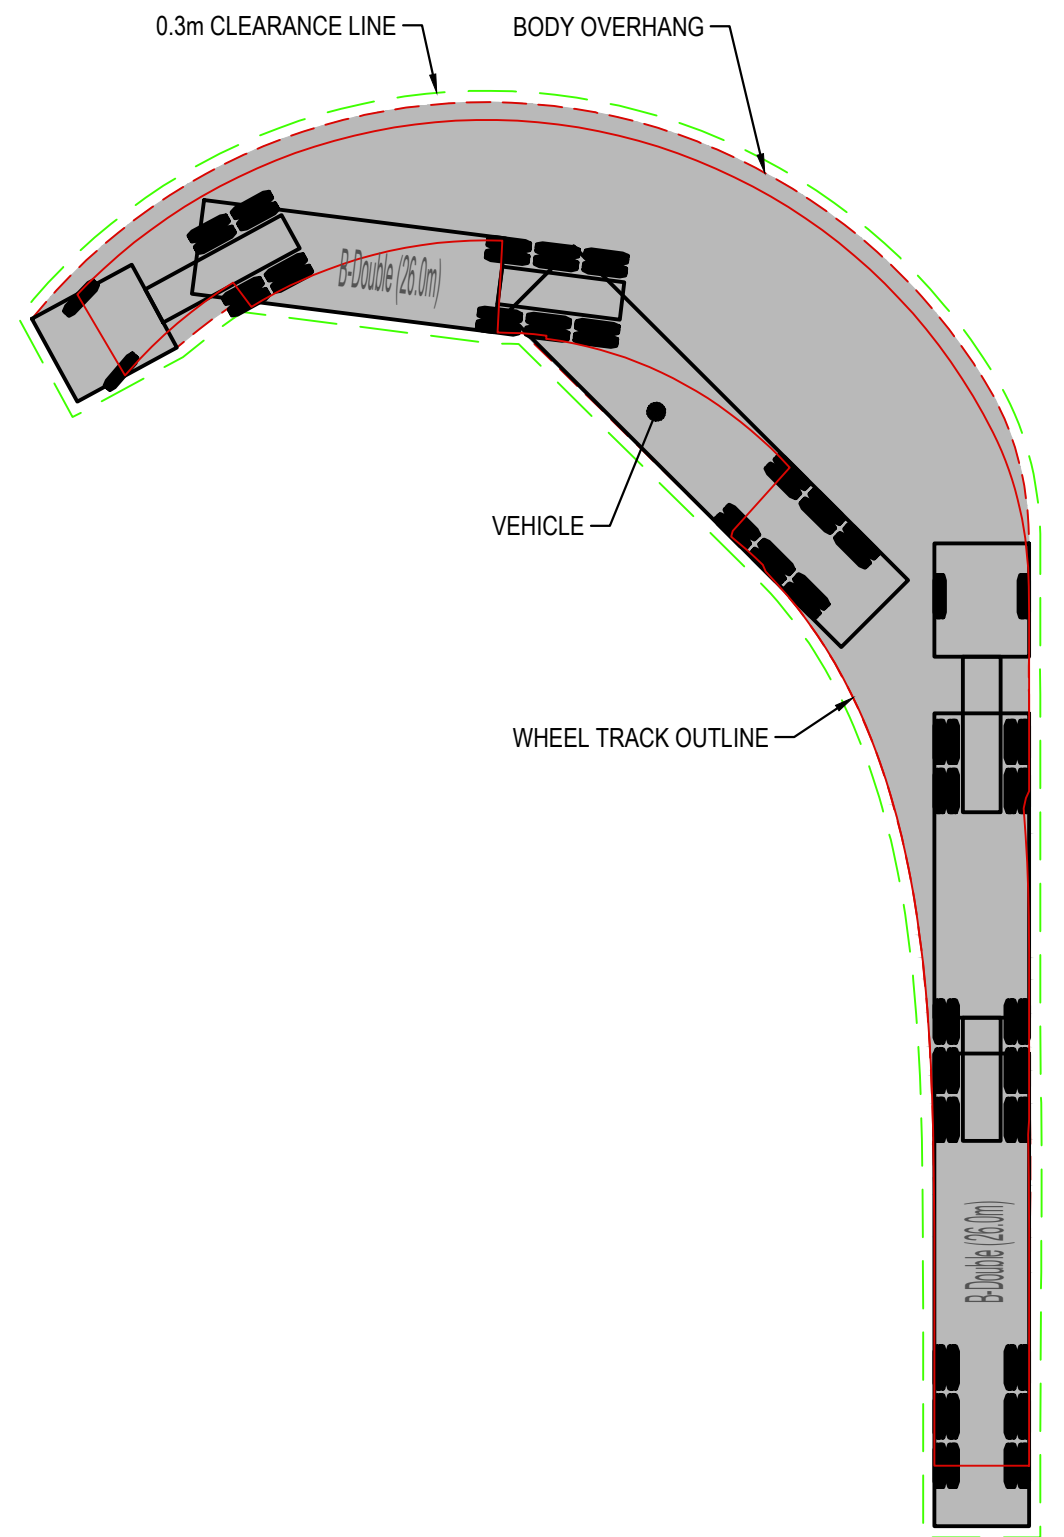 0.3m CLEARANCE LINE
BODY OVERHANG
B-Double (26.0m)
VEHICLE
WHEEL TRACK OUTLINE
B-Double (26.0m)